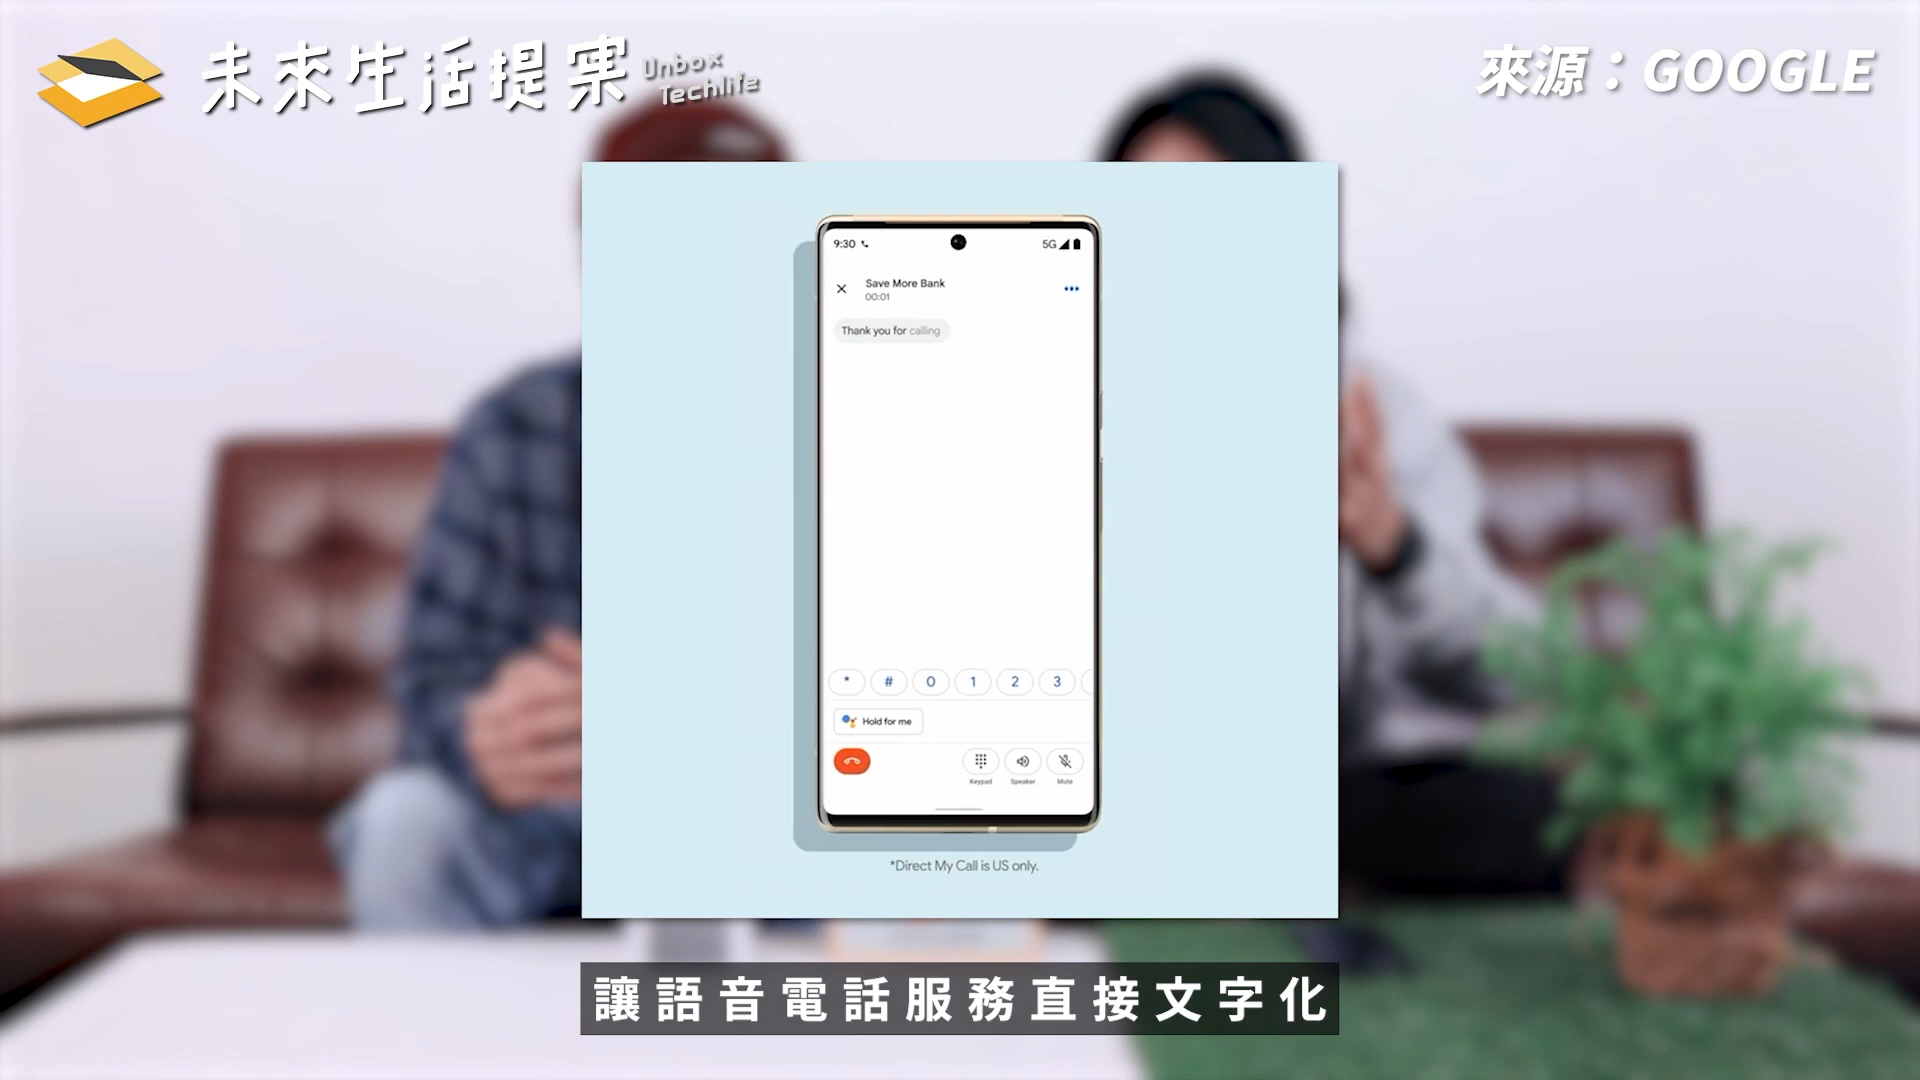 未來生活提案
Unbox
Techlife
來源：GOOGLE
9:30
5G
Save More Bank
00:01
Thank you for calling
* # 0 1 2 3
Hold for me
Keypad Speaker Mute
*Direct My Call is US only.
讓語音電話服務直接文字化